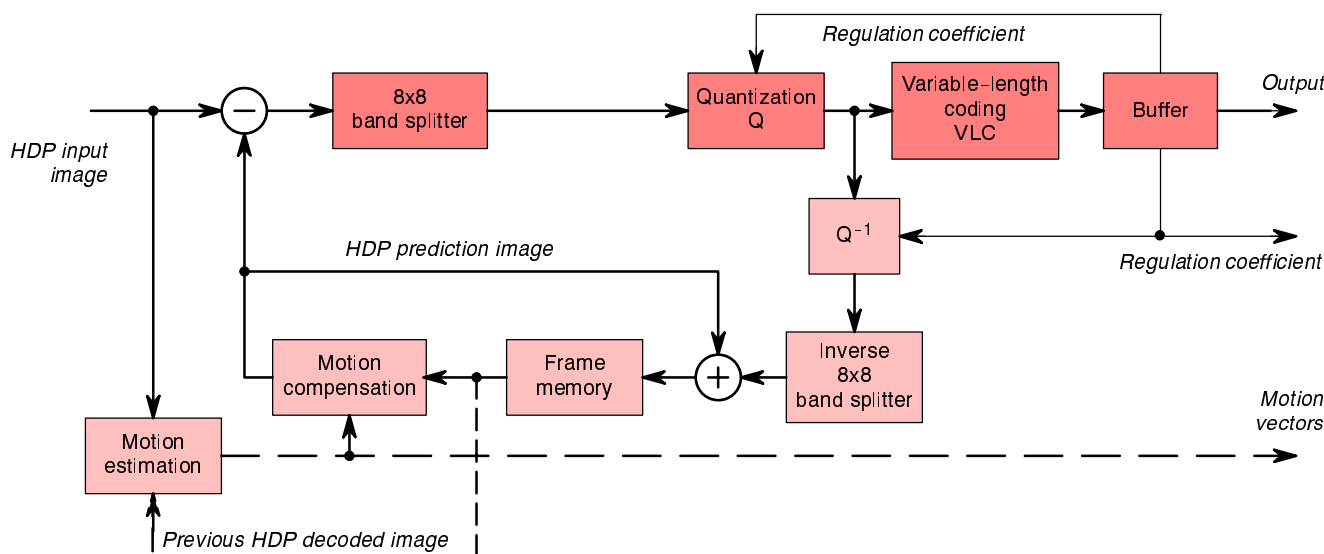 Regulation coefficient
8x8
band splitter
Quantization
Q
Variable−length
coding
VLC
Buffer
Output
−
HDP input
image
Q−1
HDP prediction image
Regulation coefficient
Motion
compensation
Frame
memory
+
Inverse
8x8
band splitter
Motion
vectors
Motion
estimation
Previous HDP decoded image